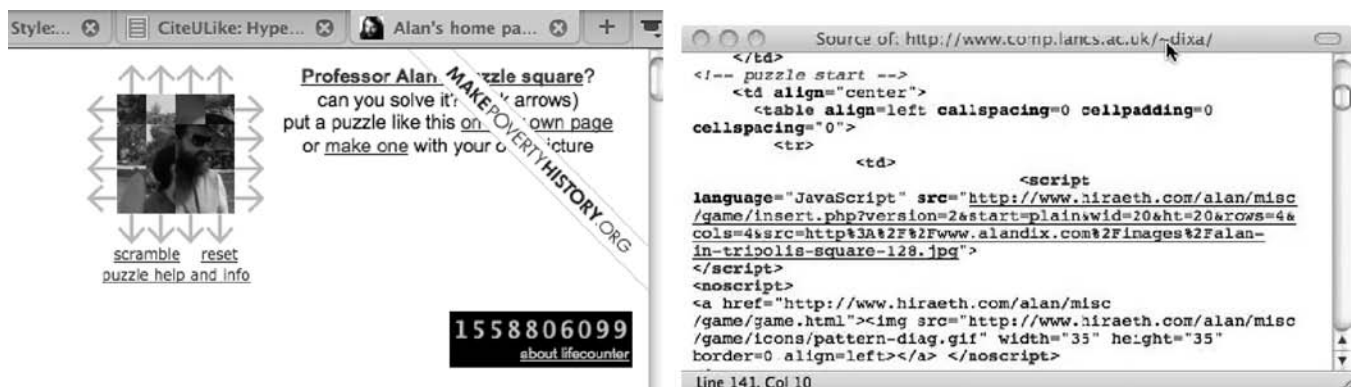 Style:...
CiteULike: Hype...
Alan's home pa...
Professor Alan zzle square?
can you solve it? arrows)
put a puzzle like this on own page
or make one with your o icture
MAKEPOVERTYHISTORY.ORG
scramble reset
puzzle help and info
1558806099
about lifecounter
Source of: http://www.comp.lancs.ac.uk/~dixa/
</td>
<!-- puzzle start -->
<td align="center">
<table align=left callspacing=0 cellpadding=0
cellspacing="0">
<tr>
<td>
<script
language="JavaScript" src="http://www.hiraeth.com/alan/misc
/game/insert.php?version=2&start=plain&wid=20&ht=20&rows=4&
cols=4&src=http%3A%2F%2Fwww.alandix.com%2Fimages%2Falan-
in-tripolis-square-128.jpg">
</script>
<noscript>
<a href="http://www.hiraeth.com/alan/misc
/game/game.html"><img src="http://www.hiraeth.com/alan/misc
/game/icons/pattern-diag.gif" width="35" height="35"
border=0 align=left></a> </noscript>
Line 141, Col 10